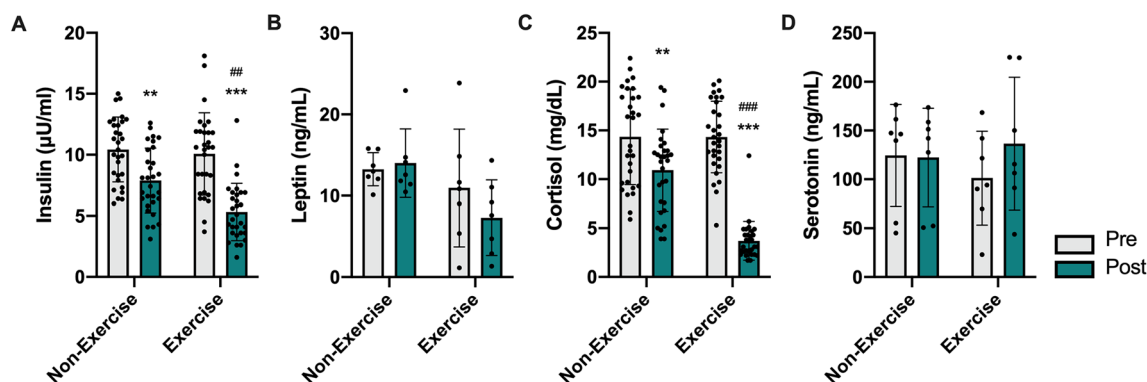 A
Insulin (µU/ml)
20
15
10
5
0
**
##
***
Non-Exercise
Exercise
B
Leptin (ng/mL)
30
20
10
0
Non-Exercise
Exercise
C
Cortisol (mg/dL)
25
20
15
10
5
0
**
###
***
Non-Exercise
Exercise
D
Serotonin (ng/mL)
250
200
150
100
50
0
Non-Exercise
Exercise
Pre
Post